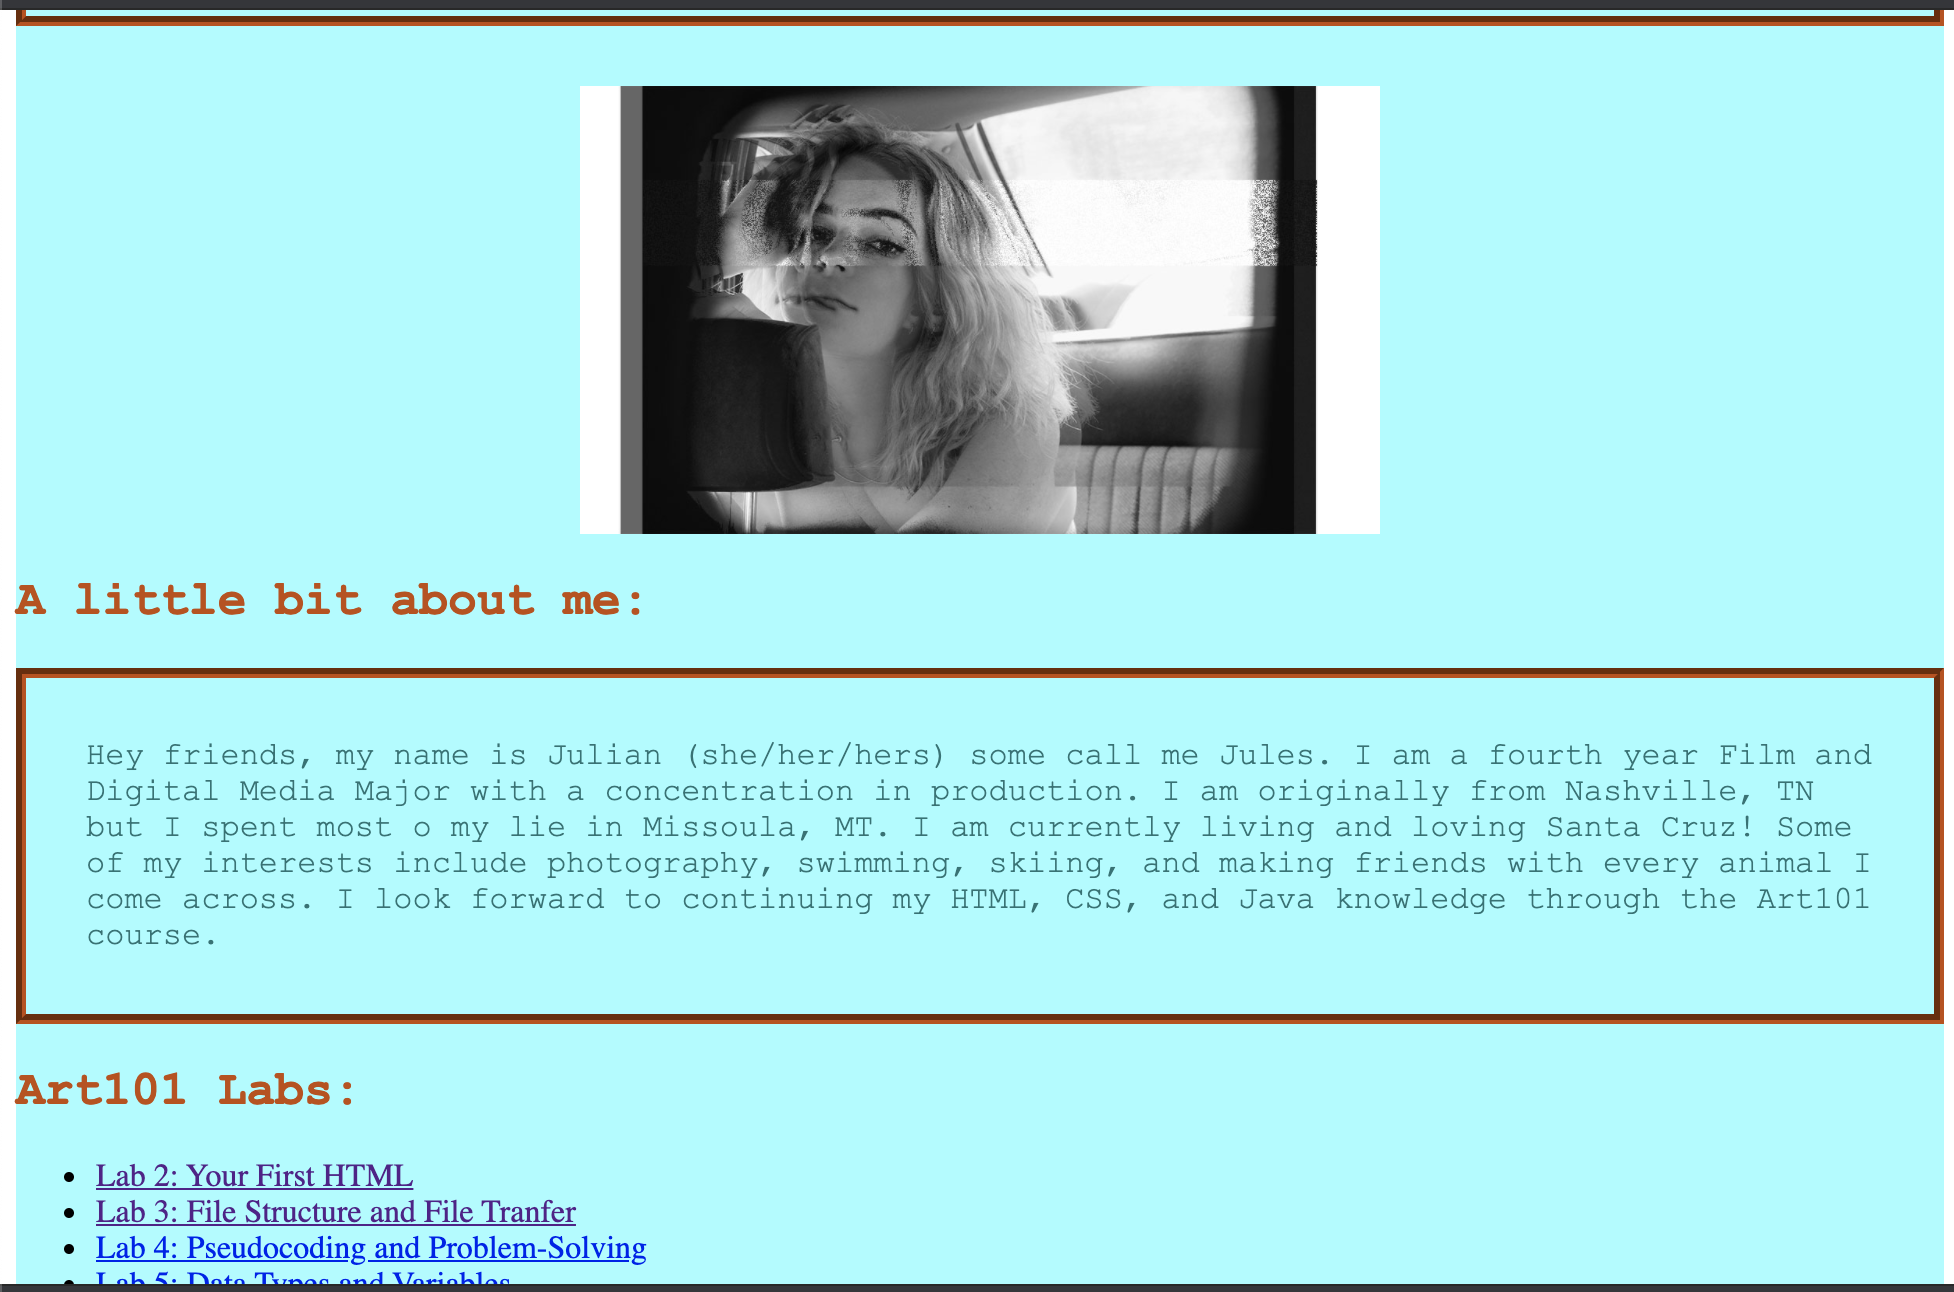 A little bit about me:
Hey friends, my name is Julian (she/her/hers) some call me Jules. I am a fourth year Film and
Digital Media Major with a concentration in production. I am originally from Nashville, TN
but I spent most o my lie in Missoula, MT. I am currently living and loving Santa Cruz! Some
of my interests include photography, swimming, skiing, and making friends with every animal I
come across. I look forward to continuing my HTML, CSS, and Java knowledge through the Art101
course.
Art101 Labs:
Lab 2: Your First HTML
Lab 3: File Structure and File Tranfer
Lab 4: Pseudocoding and Problem-Solving
Lab 5: Data Types and Variables